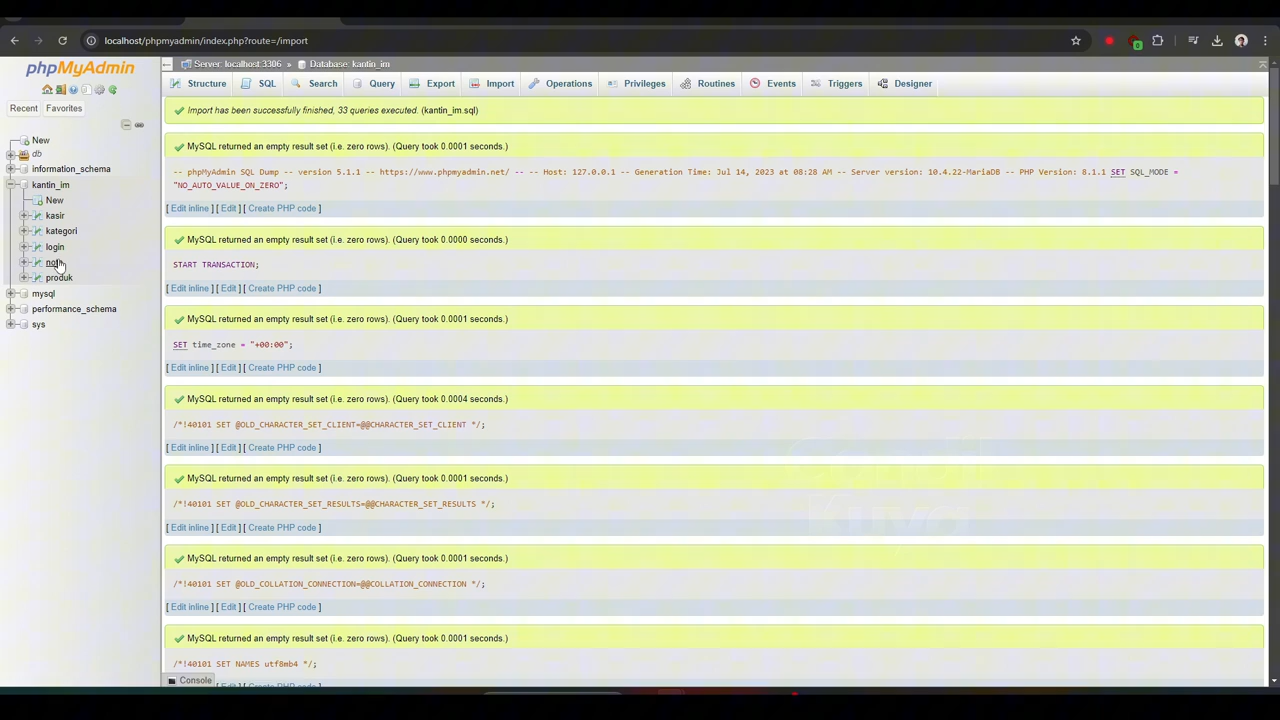 localhost/phpmyadmin/index.php?route=/import
phpMyAdmin
Recent Favorites
New
db
information_schema
kantin_im
New
kasir
kategori
login
produk
mysql
performance_schema
sys
Server: localhost:3306 » Database: kantin_im
Structure SQL Search Query Export Import Operations Privileges Routines Events Triggers Designer
Import has been successfully finished, 33 queries executed. (kantin_im.sql)
MySQL returned an empty result set (i.e. zero rows). (Query took 0.0001 seconds.)
-- phpMyAdmin SQL Dump -- version 5.1.1 -- https://www.phpmyadmin.net/ -- -- Host: 127.0.0.1 -- Generation Time: Jul 14, 2023 at 08:28 AM -- Server version: 10.4.22-MariaDB -- PHP Version: 8.1.1 SET SQL_MODE =
"NO_AUTO_VALUE_ON_ZERO";
[ Edit inline ] [ Edit ] [ Create PHP code ]
MySQL returned an empty result set (i.e. zero rows). (Query took 0.0000 seconds.)
START TRANSACTION;
[ Edit inline ] [ Edit ] [ Create PHP code ]
MySQL returned an empty result set (i.e. zero rows). (Query took 0.0001 seconds.)
SET time_zone = "+00:00";
[ Edit inline ] [ Edit ] [ Create PHP code ]
MySQL returned an empty result set (i.e. zero rows). (Query took 0.0004 seconds.)
/*!40101 SET @OLD_CHARACTER_SET_CLIENT=@@CHARACTER_SET_CLIENT */;
[ Edit inline ] [ Edit ] [ Create PHP code ]
MySQL returned an empty result set (i.e. zero rows). (Query took 0.0001 seconds.)
/*!40101 SET @OLD_CHARACTER_SET_RESULTS=@@CHARACTER_SET_RESULTS */;
[ Edit inline ] [ Edit ] [ Create PHP code ]
MySQL returned an empty result set (i.e. zero rows). (Query took 0.0001 seconds.)
/*!40101 SET @OLD_COLLATION_CONNECTION=@@COLLATION_CONNECTION */;
[ Edit inline ] [ Edit ] [ Create PHP code ]
MySQL returned an empty result set (i.e. zero rows). (Query took 0.0001 seconds.)
/*!40101 SET NAMES utf8mb4 */;
Console